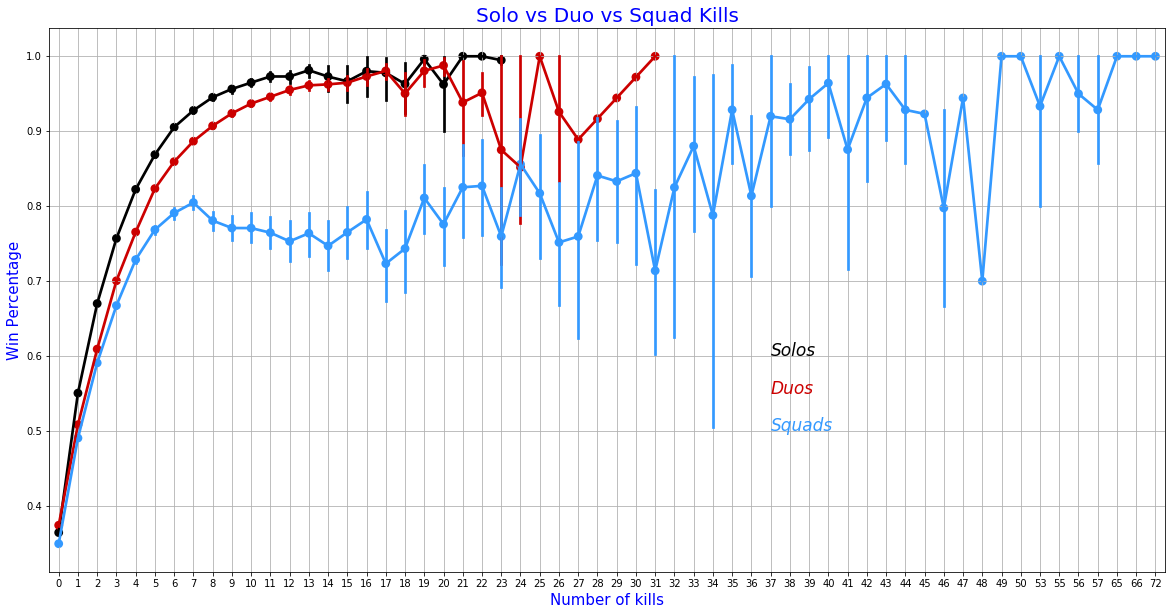 Solo vs Duo vs Squad Kills
Win Percentage
1.0
0.9
0.8
0.7
0.6
0.5
0.4
Solos
Duos
Squads
0 1 2 3 4 5 6 7 8 9 10 11 12 13 14 15 16 17 18 19 20 21 22 23 24 25 26 27 28 29 30 31 32 33 34 35 36 37 38 39 40 41 42 43 44 45 46 47 48 49 50 53 55 56 57 65 66 72
Number of kills